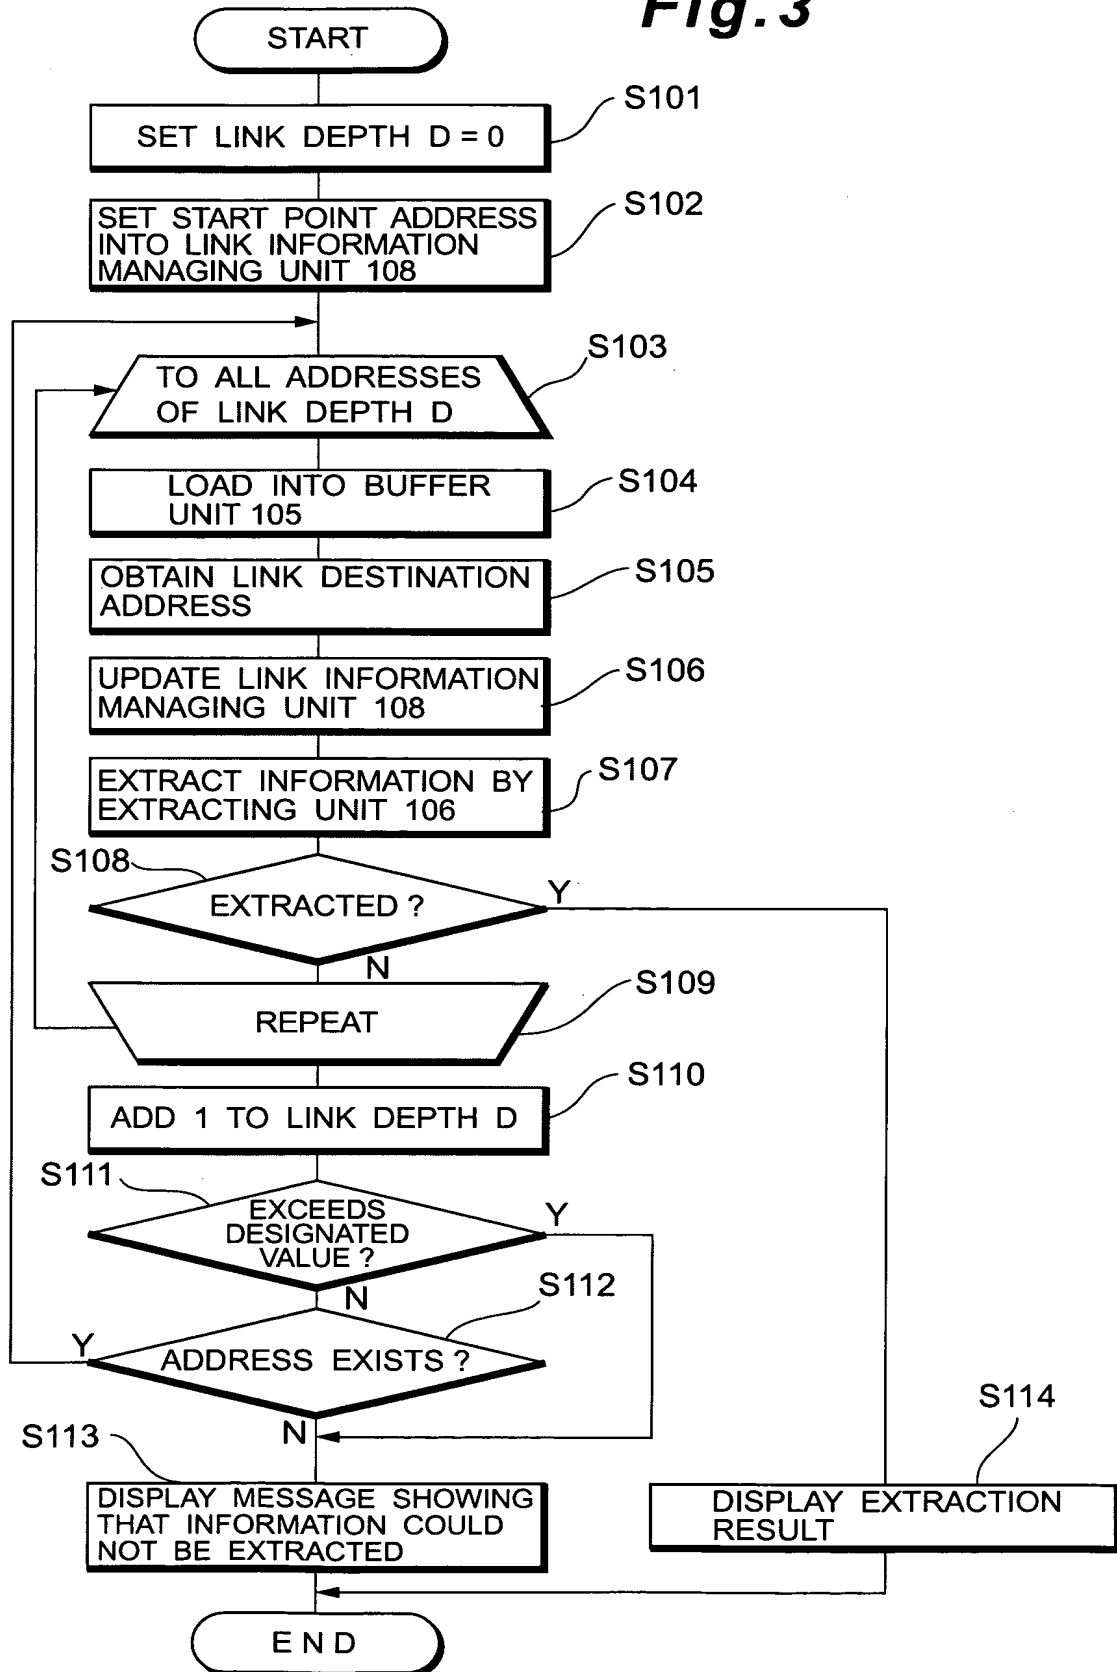 Fig.3
START
S101
SET LINK DEPTH D = 0
S102
SET START POINT ADDRESS
INTO LINK INFORMATION
MANAGING UNIT 108
S103
TO ALL ADDRESSES
OF LINK DEPTH D
S104
LOAD INTO BUFFER
UNIT 105
S105
OBTAIN LINK DESTINATION
ADDRESS
S106
UPDATE LINK INFORMATION
MANAGING UNIT 108
S107
EXTRACT INFORMATION BY
EXTRACTING UNIT 106
S108
EXTRACTED ?
Y
N
S109
REPEAT
S110
ADD 1 TO LINK DEPTH D
S111
EXCEEDS
DESIGNATED
VALUE ?
Y
N
S112
Y
ADDRESS EXISTS ?
N
S113
DISPLAY MESSAGE SHOWING
THAT INFORMATION COULD
NOT BE EXTRACTED
S114
DISPLAY EXTRACTION
RESULT
END